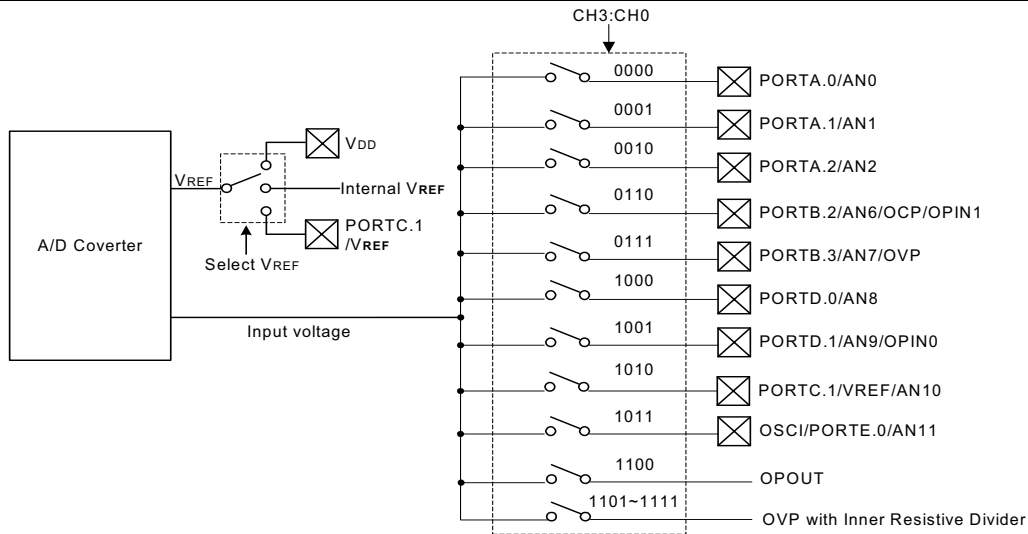 CH3:CH0
0000
PORTA.0/AN0
0001
PORTA.1/AN1
0010
PORTA.2/AN2
0110
PORTB.2/AN6/OCP/OPIN1
0111
PORTB.3/AN7/OVP
1000
PORTD.0/AN8
1001
PORTD.1/AN9/OPIN0
1010
PORTC.1/VREF/AN10
1011
OSCI/PORTE.0/AN11
1100
OPOUT
1101~1111
OVP with Inner Resistive Divider
A/D Coverter
VREF
VDD
Internal VREF
PORTC.1
/VREF
Select VREF
Input voltage